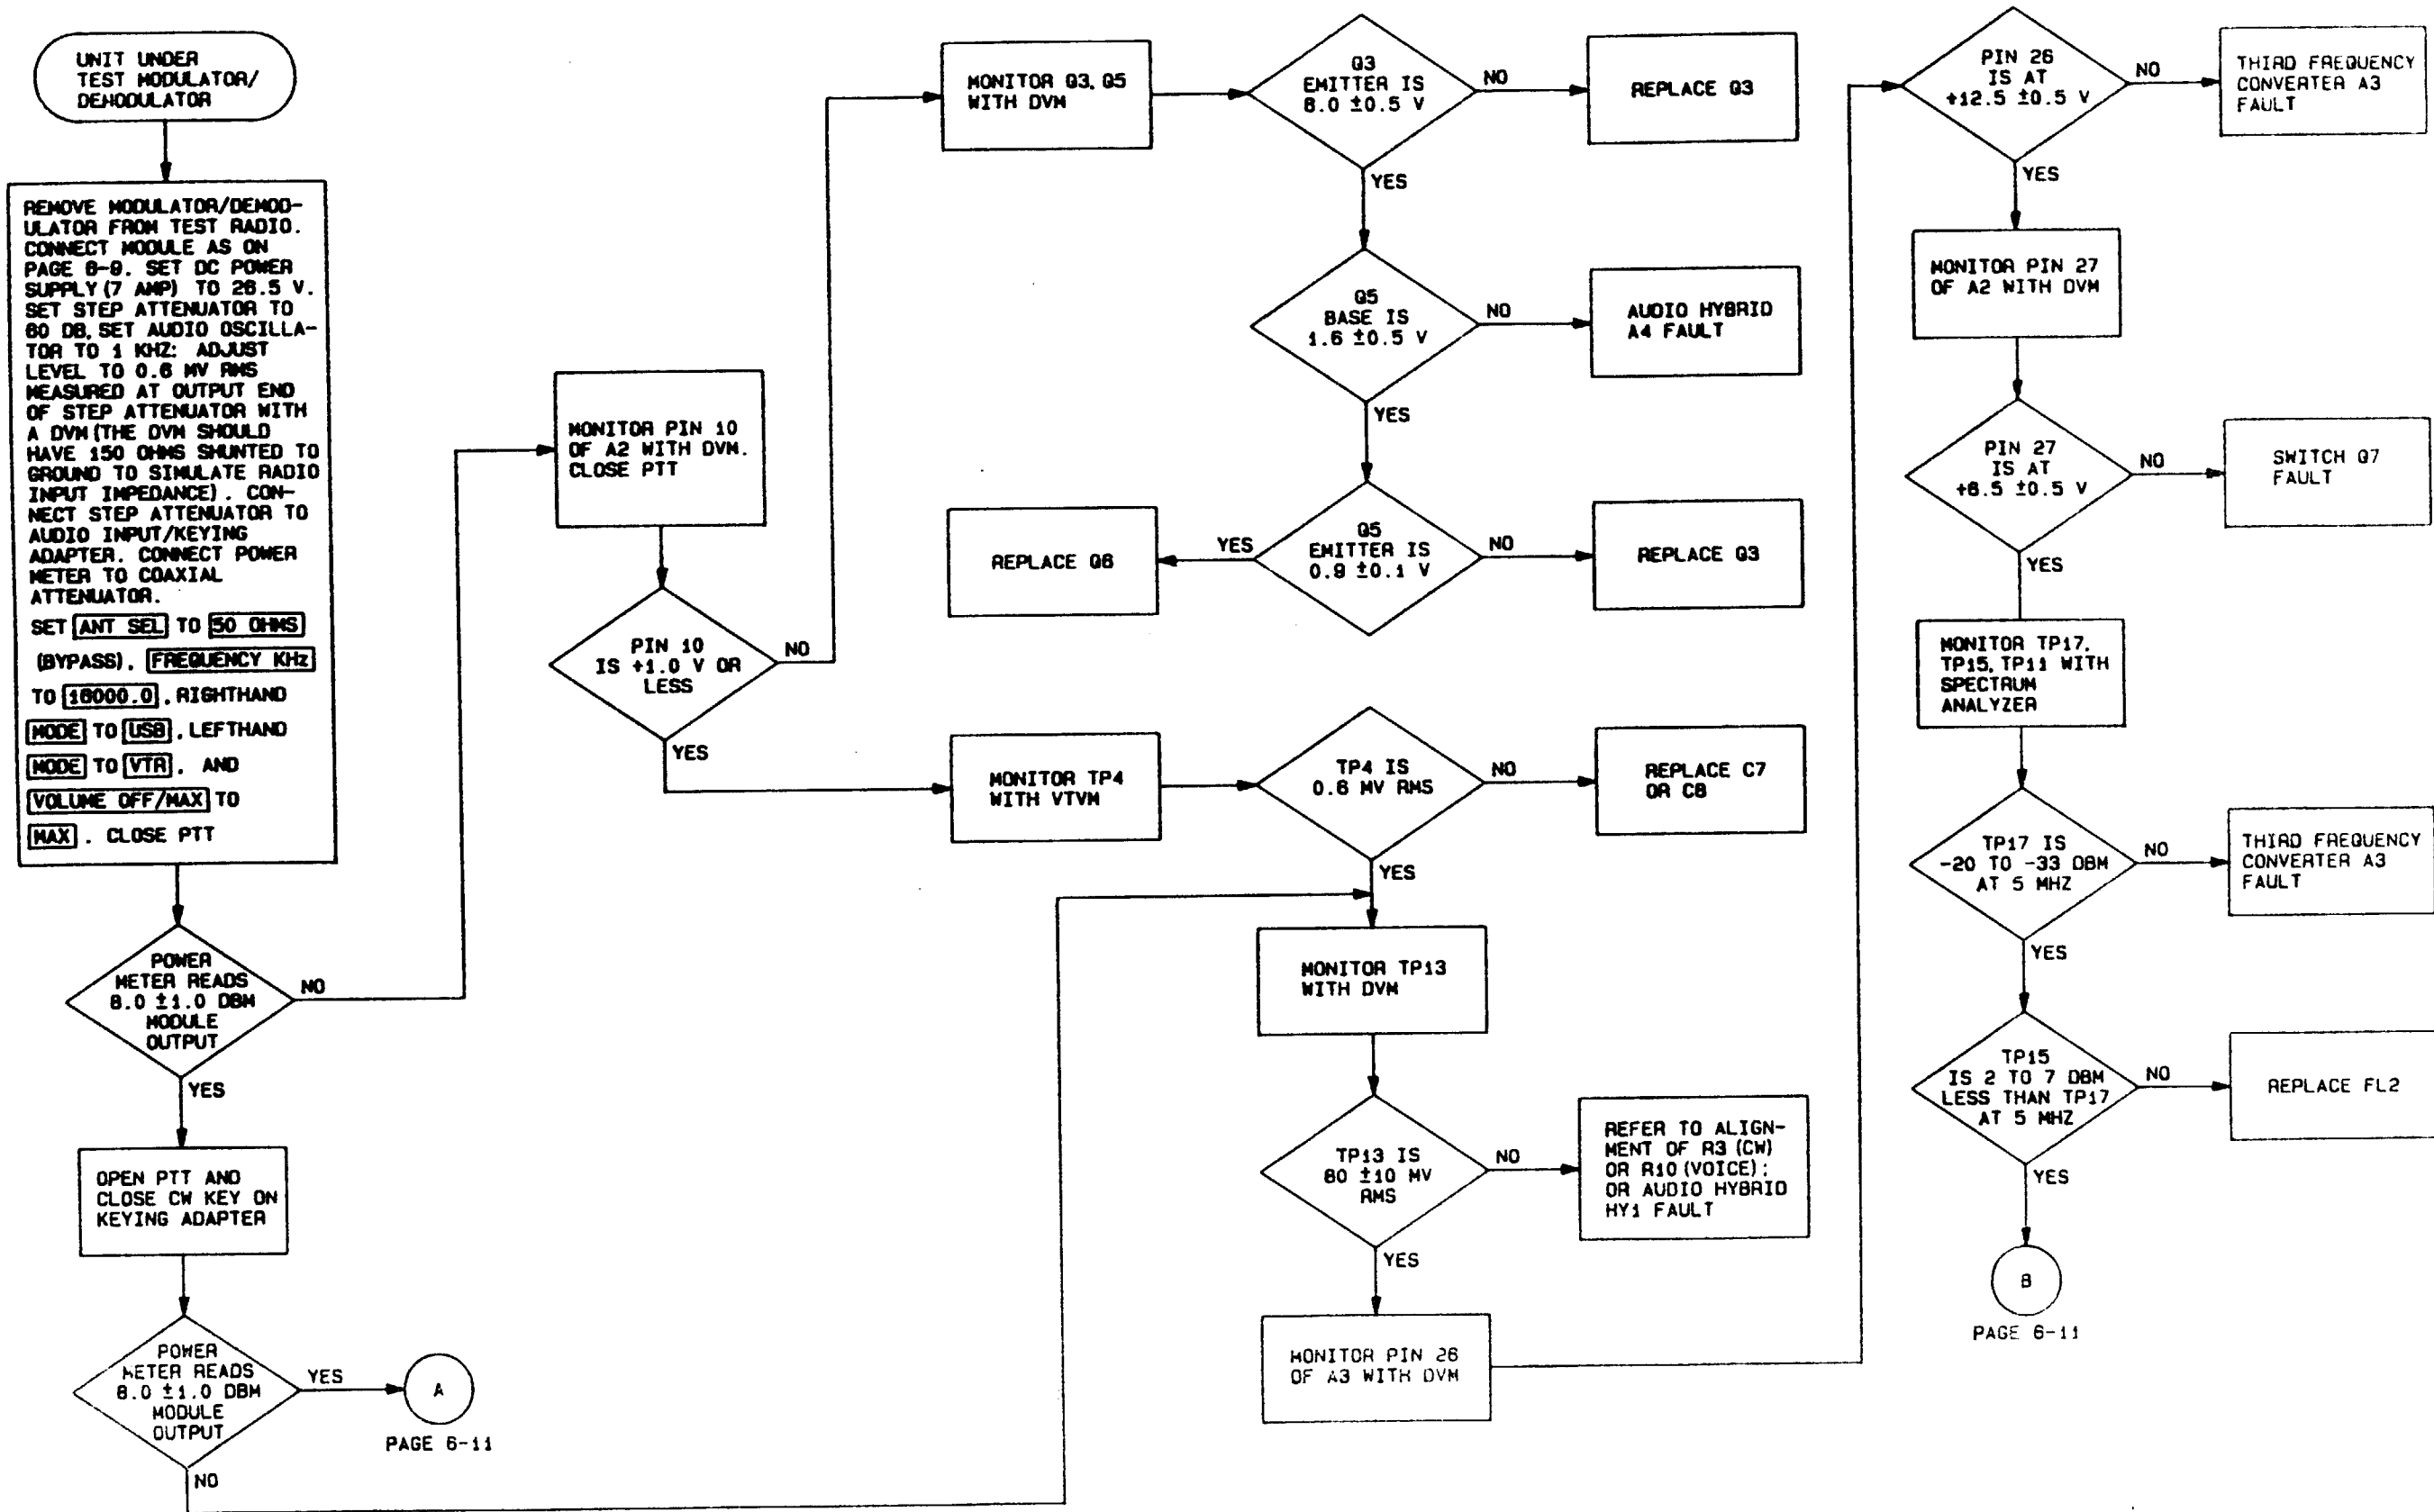 UNIT UNDER
TEST MODULATOR/
DEMODULATOR
REMOVE MODULATOR/DEMOD-
ULATOR FROM TEST RADIO.
CONNECT MODULE AS ON
PAGE 6-9. SET DC POWER
SUPPLY (7 AMP) TO 26.5 V.
SET STEP ATTENUATOR TO
60 DB, SET AUDIO OSCILLA-
TOR TO 1 KHZ: ADJUST
LEVEL TO 0.6 MV RMS
MEASURED AT OUTPUT END
OF STEP ATTENUATOR WITH
A DVM (THE DVM SHOULD
HAVE 150 OHMS SHUNTED TO
GROUND TO SIMULATE RADIO
INPUT IMPEDANCE). CON-
NECT STEP ATTENUATOR TO
AUDIO INPUT/KEYING
ADAPTER. CONNECT POWER
METER TO COAXIAL
ATTENUATOR.
SET ANT SEL TO 50 OHMS
(BYPASS), FREQUENCY KHz
TO 16000.0, RIGHTHAND
MODE TO USB, LEFTHAND
MODE TO VTR, AND
VOLUME OFF/MAX TO
MAX. CLOSE PTT
POWER
METER READS
8.0 ±1.0 DBM
MODULE
OUTPUT
NO
YES
OPEN PTT AND
CLOSE CW KEY ON
KEYING ADAPTER
POWER
METER READS
8.0 ±1.0 DBM
MODULE
OUTPUT
YES
A
PAGE 6-11
NO
MONITOR PIN 10
OF A2 WITH DVM.
CLOSE PTT
PIN 10
IS +1.0 V OR
LESS
NO
YES
MONITOR Q3, Q5
WITH DVM
Q3
EMITTER IS
8.0 ±0.5 V
NO
REPLACE Q3
YES
Q5
BASE IS
1.6 ±0.5 V
NO
AUDIO HYBRID
A4 FAULT
YES
Q5
EMITTER IS
0.9 ±0.1 V
YES
REPLACE Q6
NO
REPLACE Q3
MONITOR TP4
WITH VTVM
TP4 IS
0.6 MV RMS
NO
REPLACE C7
OR C8
YES
MONITOR TP13
WITH DVM
TP13 IS
80 ±10 MV
RMS
NO
REFER TO ALIGN-
MENT OF R3 (CW)
OR R10 (VOICE);
OR AUDIO HYBRID
HY1 FAULT
YES
MONITOR PIN 26
OF A3 WITH DVM
PIN 26
IS AT
+12.5 ±0.5 V
NO
THIRD FREQUENCY
CONVERTER A3
FAULT
YES
MONITOR PIN 27
OF A2 WITH DVM
PIN 27
IS AT
+6.5 ±0.5 V
NO
SWITCH Q7
FAULT
YES
MONITOR TP17,
TP15, TP11 WITH
SPECTRUM
ANALYZER
TP17 IS
-20 TO -33 DBM
AT 5 MHZ
NO
THIRD FREQUENCY
CONVERTER A3
FAULT
YES
TP15
IS 2 TO 7 DBM
LESS THAN TP17
AT 5 MHZ
NO
REPLACE FL2
YES
B
PAGE 6-11